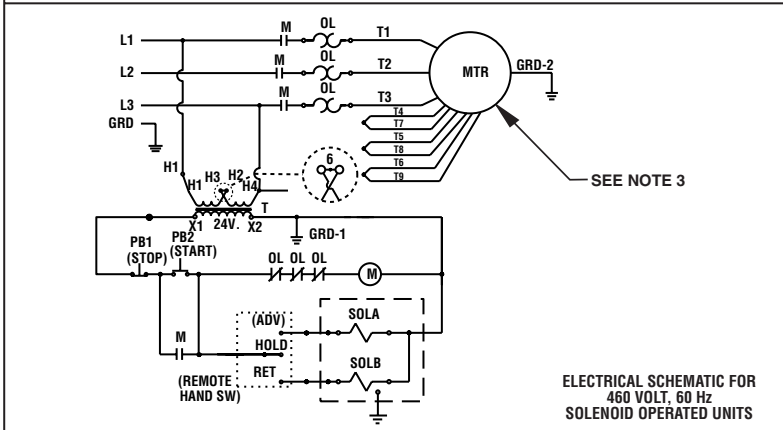 L1
M
OL
T1
L2
M
OL
T2
MTR
GRD-2
L3
M
OL
T3
GRD
T4
T7
T5
T8
T6
T9
SEE NOTE 3
H1
H1
H3
H2
H4
6
X1
24V.
X2
T
GRD-1
PB1
(STOP)
PB2
(START)
OL OL OL
M
M
(ADV)
HOLD
RET
(REMOTE
HAND SW)
SOLA
SOLB
ELECTRICAL SCHEMATIC FOR
460 VOLT, 60 Hz
SOLENOID OPERATED UNITS